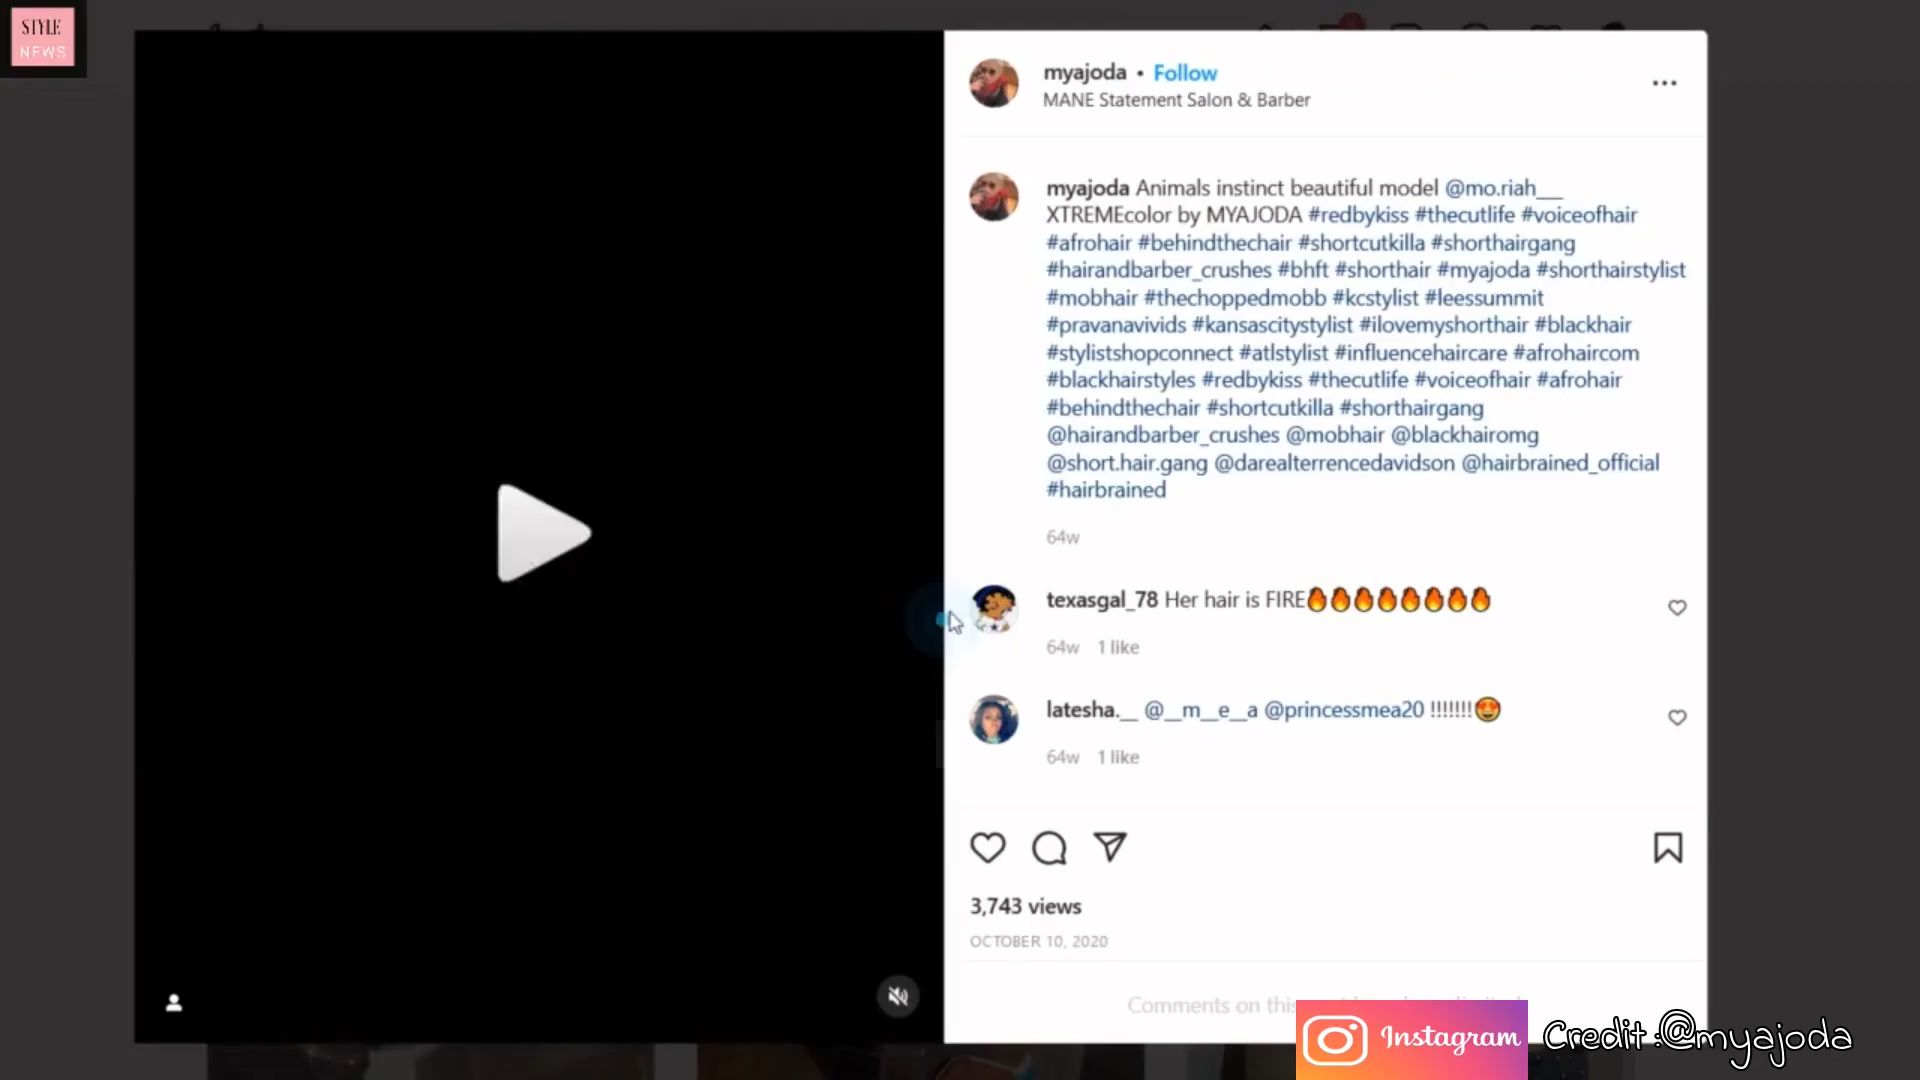 STYLE
NEWS
myajoda • Follow
MANE Statement Salon & Barber
myajoda Animals instinct beautiful model @mo.riah___
XTREMEcolor by MYAJODA #redbykiss #thecutlife #voiceofhair
#afrohair #behindthechair #shortcutkilla #shorthairgang
#hairandbarber_crushes #bhft #shorthair #myajoda #shorthairstylist
#mobhair #thechoppedmobb #kcstylist #leessummit
#pravanavivids #kansascitystylist #ilovemyshorthair #blackhair
#stylistshopconnect #atlstylist #influencehaircare #afrohaircom
#blackhairstyles #redbykiss #thecutlife #voiceofhair #afrohair
#behindthechair #shortcutkilla #shorthairgang
@hairandbarber_crushes @mobhair @blackhairomg
@short.hair.gang @darealterrencedavidson @hairbrained_official
#hairbrained
64w
texasgal_78 Her hair is FIRE🔥🔥🔥🔥🔥🔥🔥🔥
64w 1 like
latesha.__ @__m__e__a @princessmea20 !!!!!!!😍
64w 1 like
3,743 views
OCTOBER 10, 2020
Comments on this
Instagram Credit :@myajoda